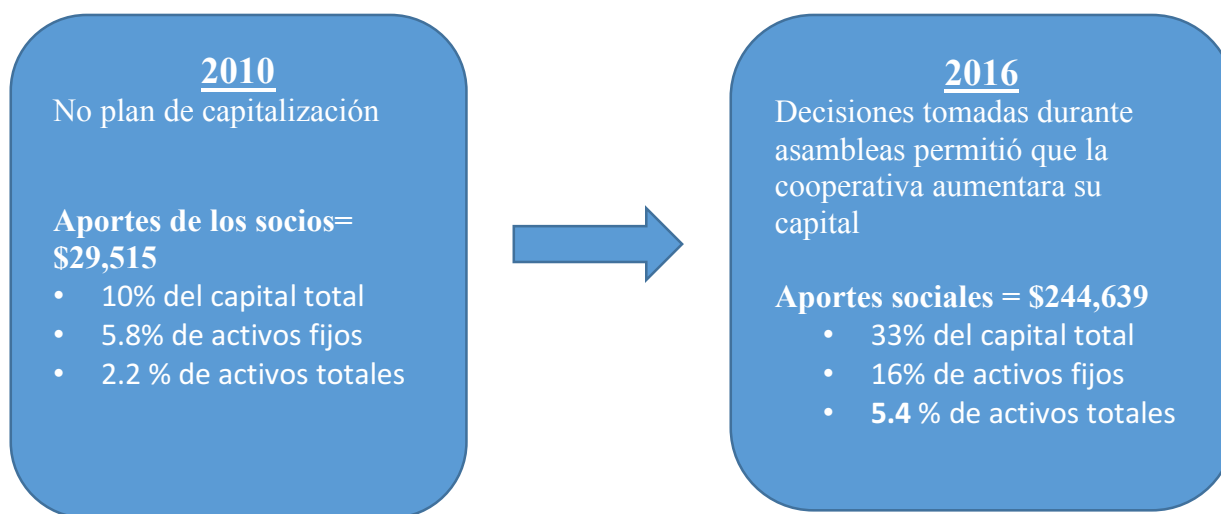 2010
No plan de capitalización
Aportes de los socios=
$29,515
• 10% del capital total
• 5.8% de activos fijos
• 2.2 % de activos totales
2016
Decisiones tomadas durante
asambleas permitió que la
cooperativa aumentara su
capital
Aportes sociales = $244,639
• 33% del capital total
• 16% de activos fijos
• 5.4 % de activos totales